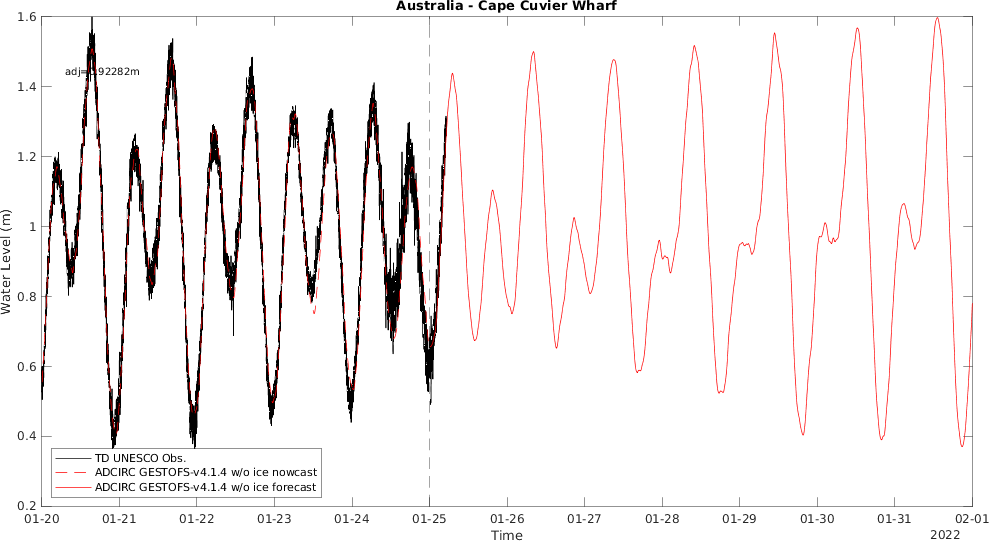 Australia - Cape Cuvier Wharf
1.6
1.4
1.2
1
0.8
0.6
0.4
0.2
Water Level (m)
TD UNESCO Obs.
ADCIRC GESTOFS-v4.1.4 w/o ice nowcast
ADCIRC GESTOFS-v4.1.4 w/o ice forecast
01-20 01-21 01-22 01-23 01-24 01-25 01-26 01-27 01-28 01-29 01-30 01-31 02-01
Time
2022